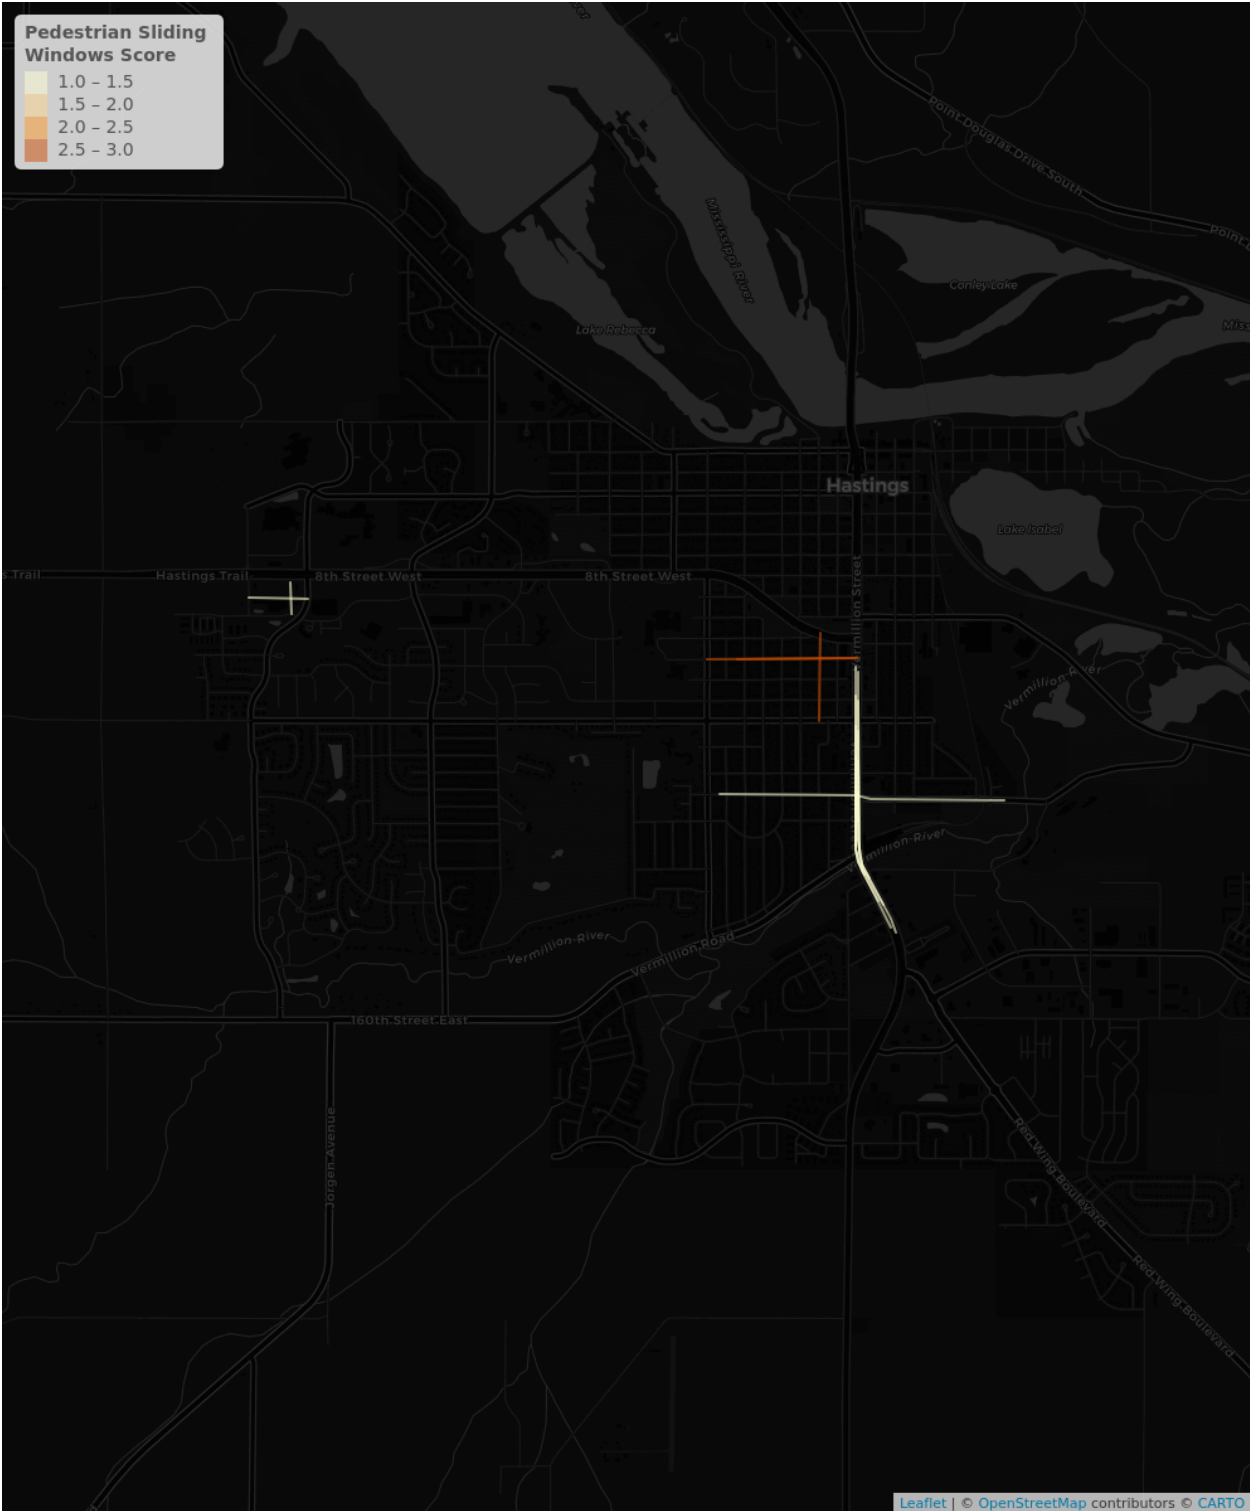 Pedestrian Sliding
Windows Score
1.0 – 1.5
1.5 – 2.0
2.0 – 2.5
2.5 – 3.0
Point Douglas Drive South
Mississippi River
Conley Lake
Lake Rebecca
Hastings
Lake Isabel
s Trail
Hastings Trail
8th Street West
8th Street West
Vermillion Street
Vermillion River
Vermillion River
Vermillion River
Vermillion Road
160th Street East
Jorgen Avenue
Red Wing Boulevard
Red Wing Boulevard
Leaflet | © OpenStreetMap contributors © CARTO